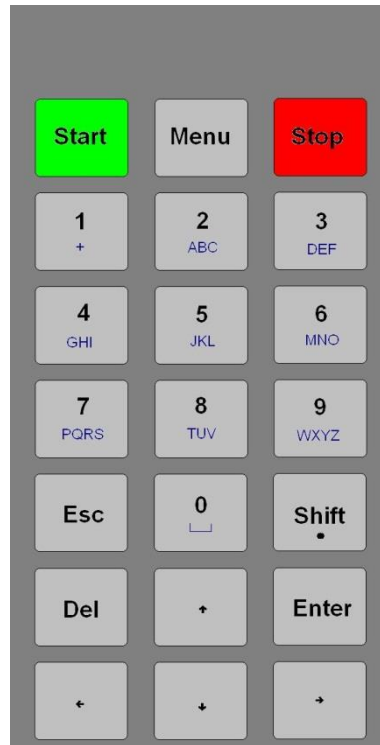 Start Menu Stop
1 2 3
+ ABC DEF
4 5 6
GHI JKL MNO
7 8 9
PQRS TUV WXYZ
Esc 0 Shift
Del ↑ Enter
← ↓ →